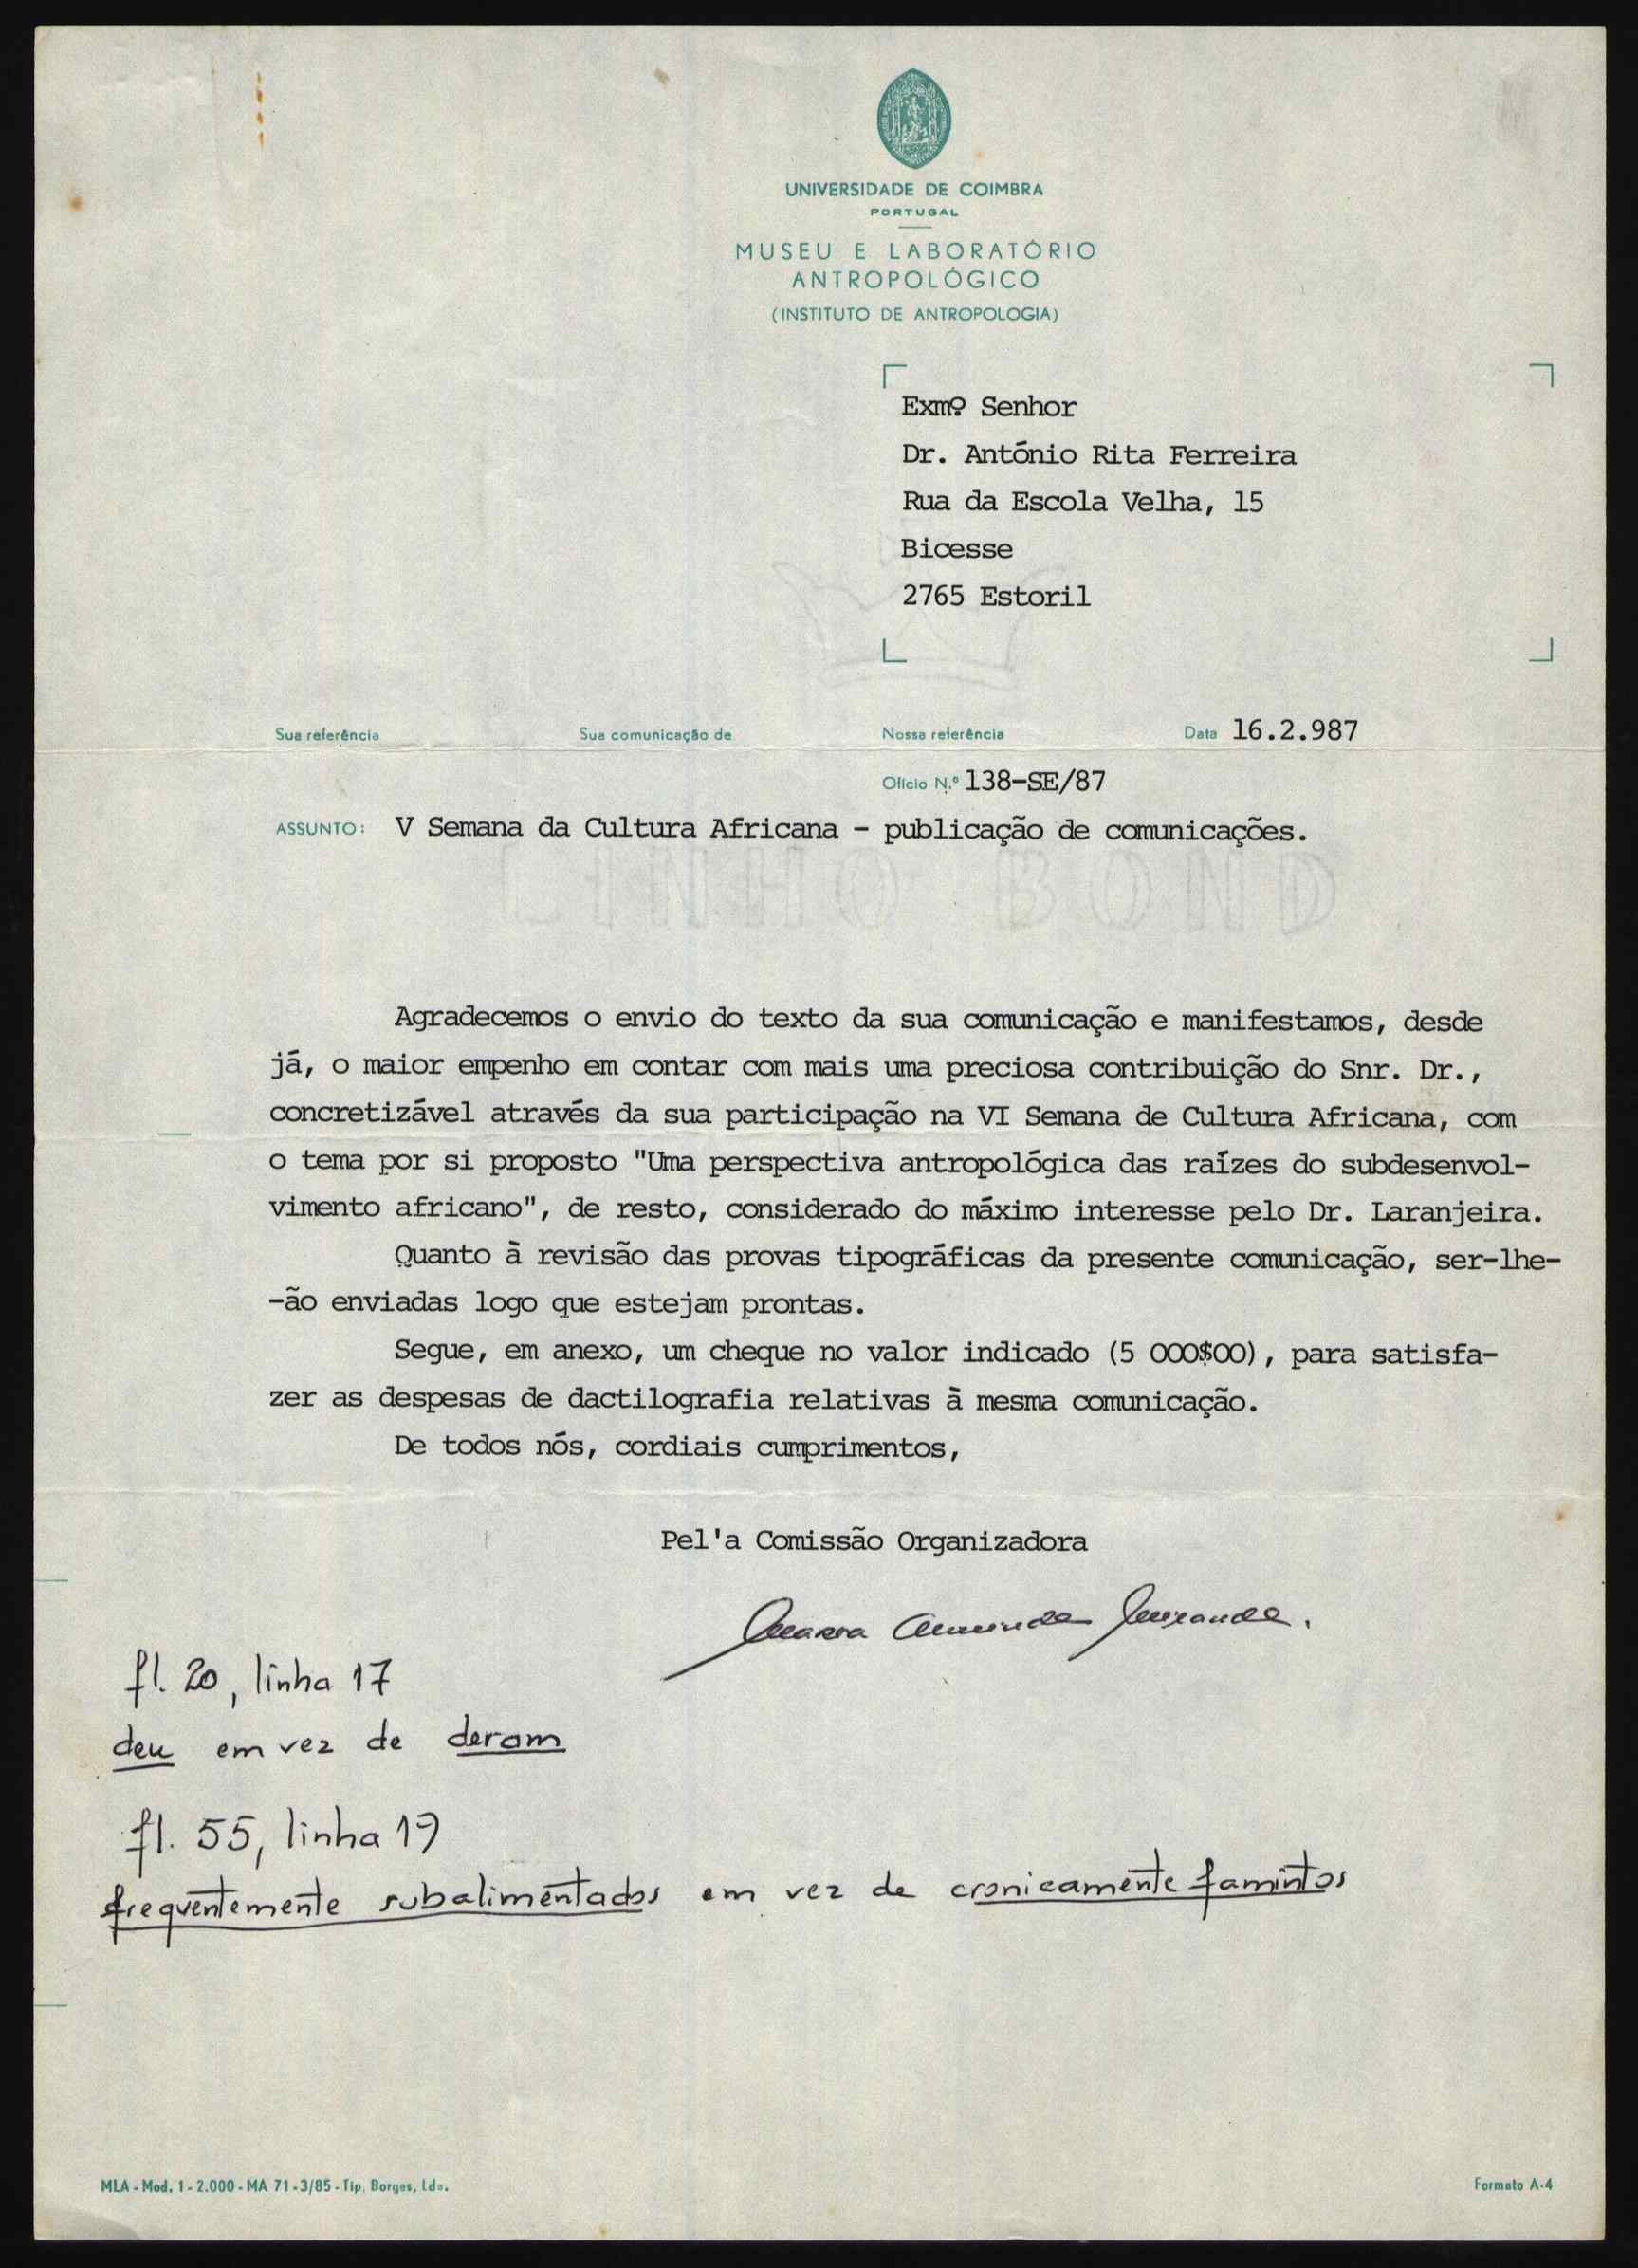 UNIVERSIDADE DE COIMBRA
PORTUGAL
MUSEU E LABORATÓRIO
ANTROPOLÓGICO
(INSTITUTO DE ANTROPOLOGIA)
Exmº Senhor
Dr. António Rita Ferreira
Rua da Escola Velha, 15
Bicesse
2765 Estoril
Sua referência Sua comunicação de Nossa referência Data 16.2.987
Ofício N.º 138-SE/87
ASSUNTO: V Semana da Cultura Africana - publicação de comunicações.
LINHO BOND
Agradecemos o envio do texto da sua comunicação e manifestamos, desde
já, o maior empenho em contar com mais uma preciosa contribuição do Snr. Dr.,
concretizável através da sua participação na VI Semana de Cultura Africana, com
o tema por si proposto "Uma perspectiva antropológica das raízes do subdesenvol-
vimento africano", de resto, considerado do máximo interesse pelo Dr. Laranjeira.
Quanto à revisão das provas tipográficas da presente comunicação, ser-lhe-
-ão enviadas logo que estejam prontas.
Segue, em anexo, um cheque no valor indicado (5 000$00), para satisfa-
zer as despesas de dactilografia relativas à mesma comunicação.
De todos nós, cordiais cumprimentos,
Pel'a Comissão Organizadora
Maria Arminda Miranda.
fl. 20, linha 17
deu em vez de deram
fl. 55, linha 19
freqüentemente subalimentados em vez de cronicamente famintos
MLA - Mod. 1 - 2.000 - MA 71 - 3/85 - Tip. Borges, Lda. Formato A-4